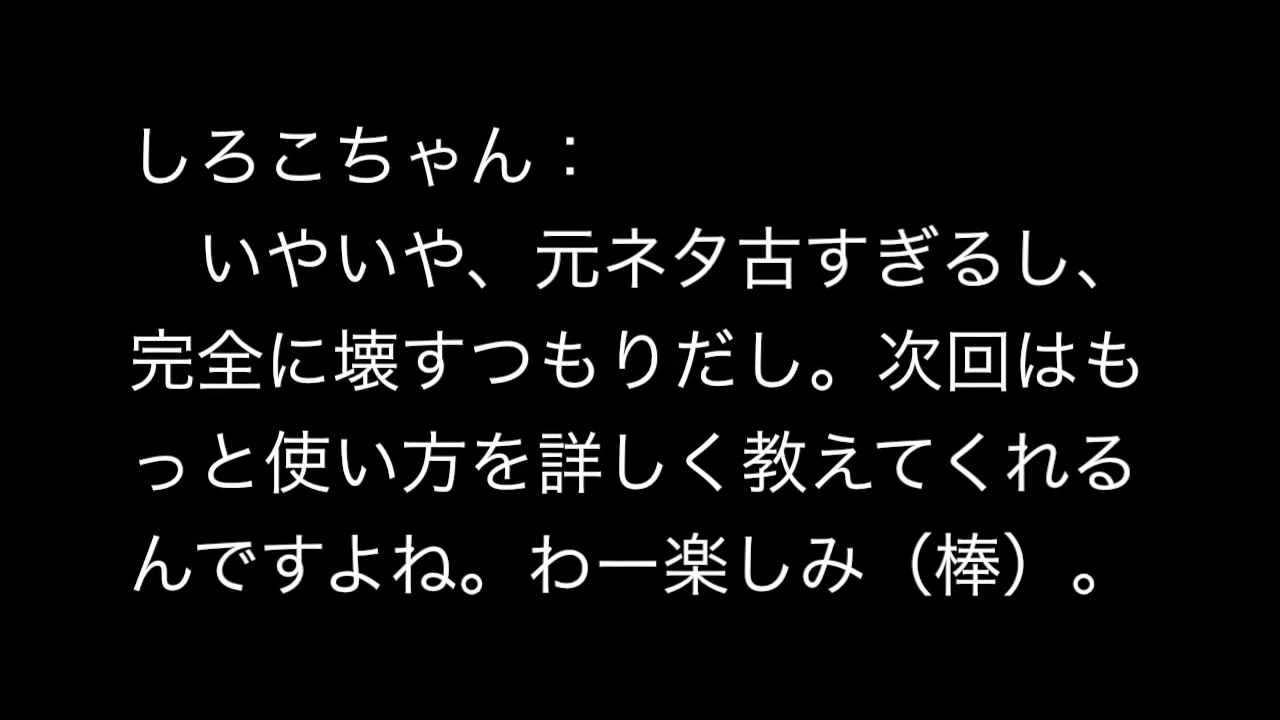 しろこちゃん：
　いやいや、元ネタ古すぎるし、
完全に壊すつもりだし。次回はも
っと使い方を詳しく教えてくれる
んですよね。わー楽しみ（棒）。